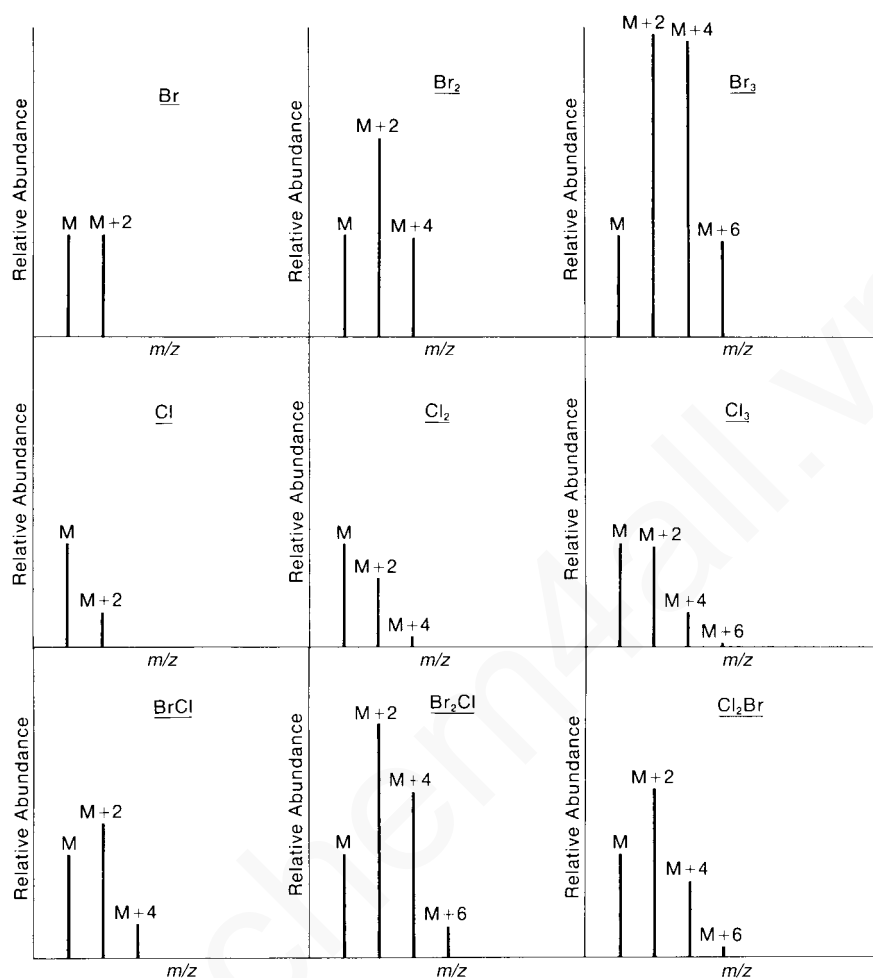 Br
Relative Abundance
M
M+2
m/z
Br₂
Relative Abundance
M
M+2
M+4
m/z
Br₃
Relative Abundance
M
M+2
M+4
M+6
m/z
Cl
Relative Abundance
M
M+2
m/z
Cl₂
Relative Abundance
M
M+2
M+4
m/z
Cl₃
Relative Abundance
M
M+2
M+4
M+6
m/z
BrCl
Relative Abundance
M
M+2
M+4
m/z
Br₂Cl
Relative Abundance
M
M+2
M+4
M+6
m/z
Cl₂Br
Relative Abundance
M
M+2
M+4
M+6
m/z
chem4all.vn